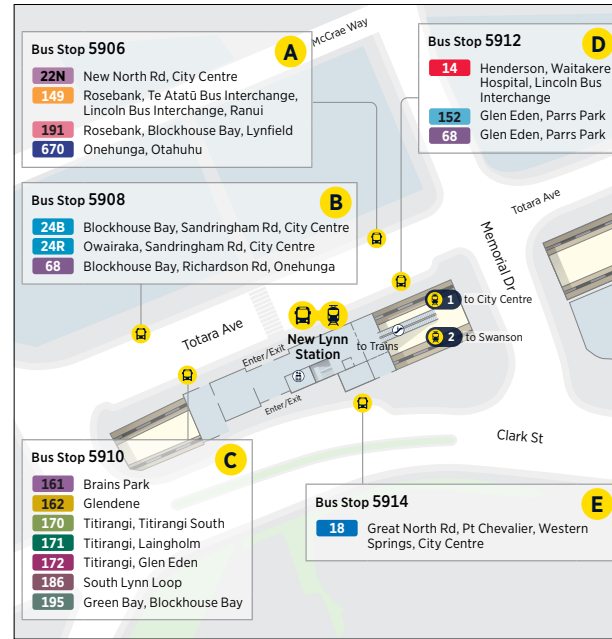 McCrae Way
Bus Stop 5906
A
22N New North Rd, City Centre
149 Rosebank, Te Atatū Bus Interchange,
Lincoln Bus Interchange, Ranui
191 Rosebank, Blockhouse Bay, Lynfield
670 Onehunga, Otahuhu
Bus Stop 5912
D
14 Henderson, Waitakere
Hospital, Lincoln Bus
Interchange
152 Glen Eden, Parrs Park
68 Glen Eden, Parrs Park
Bus Stop 5908
B
24B Blockhouse Bay, Sandringham Rd, City Centre
24R Owairaka, Sandringham Rd, City Centre
68 Blockhouse Bay, Richardson Rd, Onehunga
Totara Ave
Memorial Dr
1 to City Centre
Totara Ave
New Lynn
Station
to Trains
2 to Swanson
Enter/Exit
Enter/Exit
Clark St
Bus Stop 5910
C
161 Brains Park
162 Glendene
170 Titirangi, Titirangi South
171 Titirangi, Laingholm
172 Titirangi, Glen Eden
186 South Lynn Loop
195 Green Bay, Blockhouse Bay
Bus Stop 5914
E
18 Great North Rd, Pt Chevalier, Western
Springs, City Centre